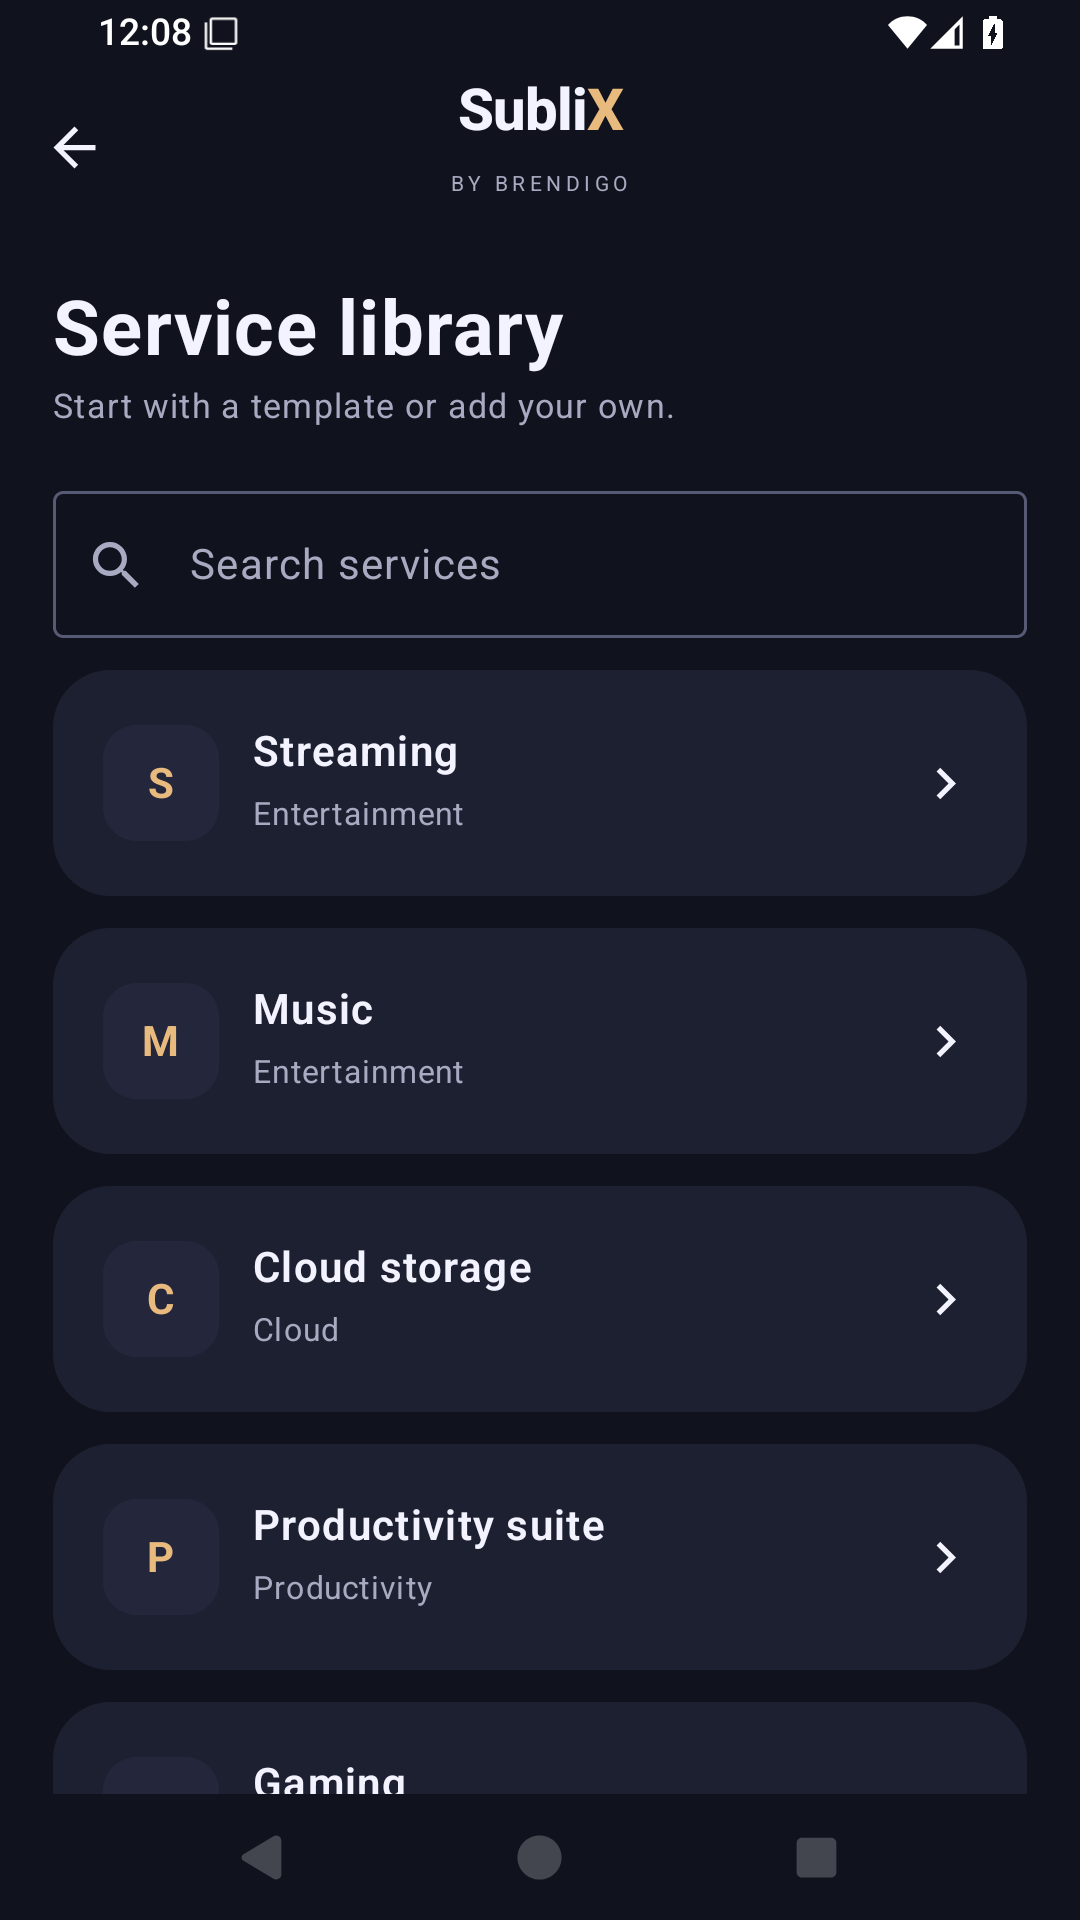 12:08
SubliX
BY BRENDIGO
Service library
Start with a template or add your own.
Search services
S
Streaming
Entertainment
M
Music
Entertainment
C
Cloud storage
Cloud
P
Productivity suite
Productivity
Gaming